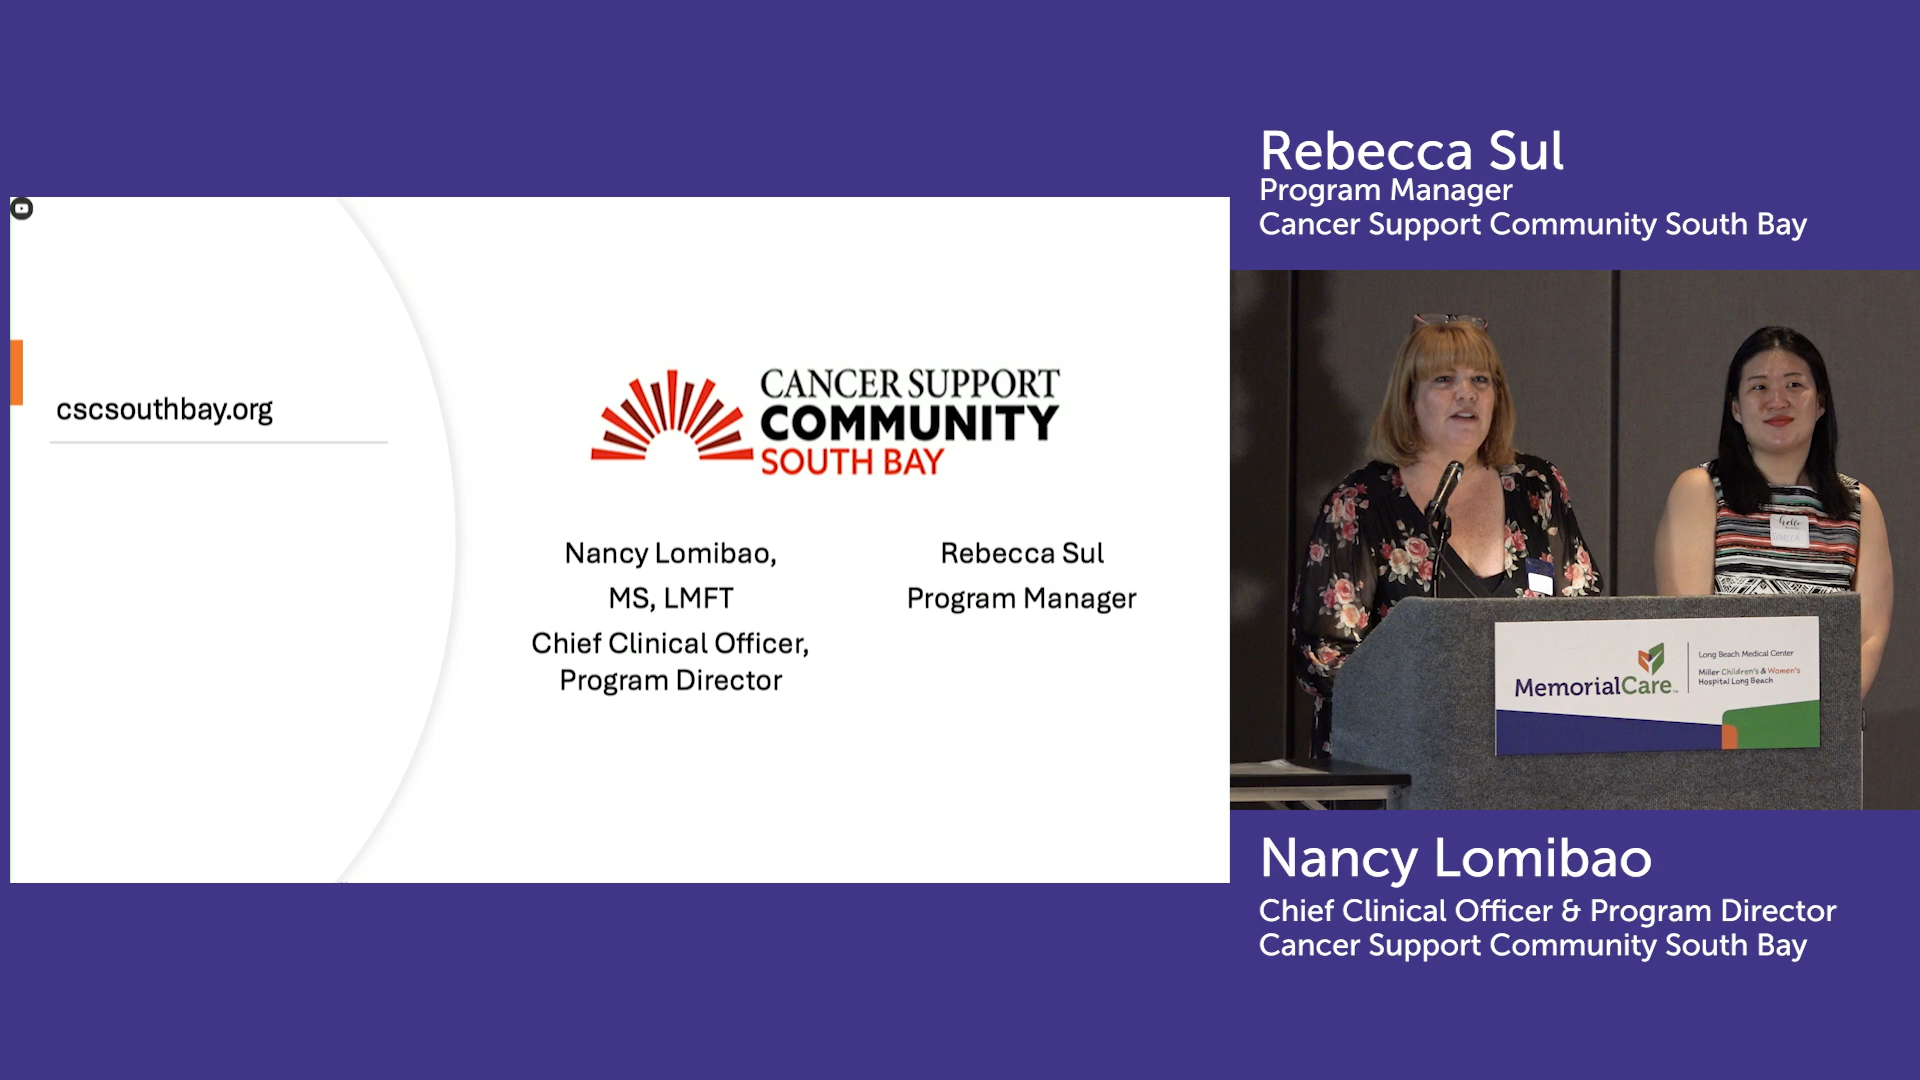 cscsouthbay.org
CANCER SUPPORT
COMMUNITY
SOUTH BAY
Nancy Lomibao,
MS, LMFT
Chief Clinical Officer,
Program Director
Rebecca Sul
Program Manager
Rebecca Sul
Program Manager
Cancer Support Community South Bay
hello
MemorialCare™
Long Beach Medical Center
Miller Children's & Women's
Hospital Long Beach
Nancy Lomibao
Chief Clinical Officer & Program Director
Cancer Support Community South Bay